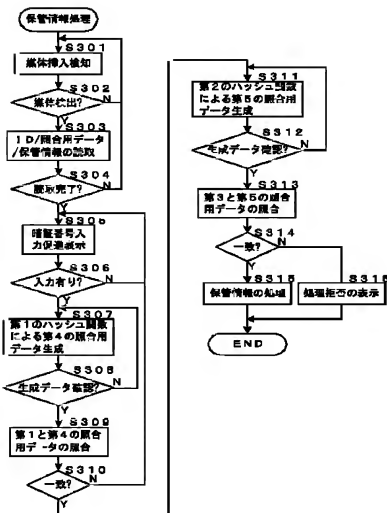 保管情報処理
S301
媒体挿入検知
S302
媒体検出?
N
Y
S303
ID/照合用データ
/保管情報の読取
S304
読取完了?
N
Y
S305
暗証番号入
力促進表示
S306
入力有り?
N
Y
S307
第1のハッシュ関数
による第4の照合用
データ生成
S308
生成データ確認?
N
Y
S309
第1と第4の照合
用データの照合
S310
一致?
N
Y
S311
第2のハッシュ関数
による第5の照合用
データ生成
S312
生成データ確認?
N
Y
S313
第3と第5の照合
用データの照合
S314
一致?
N
Y
S315
保管情報の処理
S316
処理拒否の表示
END